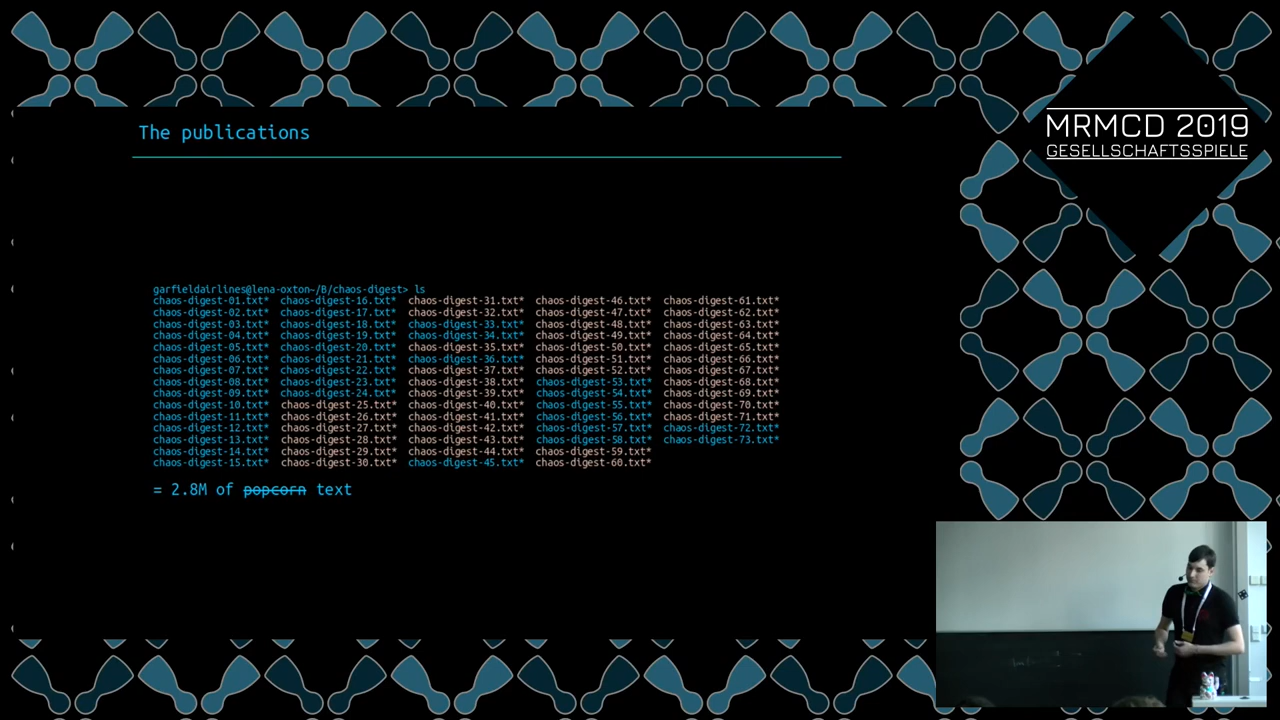 The publications
MRMCD 2019
GESELLSCHAFTSSPIELE
garfieldairlines@lena-oxton~/B/chaos-digest> ls
chaos-digest-01.txt* chaos-digest-16.txt* chaos-digest-31.txt* chaos-digest-46.txt* chaos-digest-61.txt*
chaos-digest-02.txt* chaos-digest-17.txt* chaos-digest-32.txt* chaos-digest-47.txt* chaos-digest-62.txt*
chaos-digest-03.txt* chaos-digest-18.txt* chaos-digest-33.txt* chaos-digest-48.txt* chaos-digest-63.txt*
chaos-digest-04.txt* chaos-digest-19.txt* chaos-digest-34.txt* chaos-digest-49.txt* chaos-digest-64.txt*
chaos-digest-05.txt* chaos-digest-20.txt* chaos-digest-35.txt* chaos-digest-50.txt* chaos-digest-65.txt*
chaos-digest-06.txt* chaos-digest-21.txt* chaos-digest-36.txt* chaos-digest-51.txt* chaos-digest-66.txt*
chaos-digest-07.txt* chaos-digest-22.txt* chaos-digest-37.txt* chaos-digest-52.txt* chaos-digest-67.txt*
chaos-digest-08.txt* chaos-digest-23.txt* chaos-digest-38.txt* chaos-digest-53.txt* chaos-digest-68.txt*
chaos-digest-09.txt* chaos-digest-24.txt* chaos-digest-39.txt* chaos-digest-54.txt* chaos-digest-69.txt*
chaos-digest-10.txt* chaos-digest-25.txt* chaos-digest-40.txt* chaos-digest-55.txt* chaos-digest-70.txt*
chaos-digest-11.txt* chaos-digest-26.txt* chaos-digest-41.txt* chaos-digest-56.txt* chaos-digest-71.txt*
chaos-digest-12.txt* chaos-digest-27.txt* chaos-digest-42.txt* chaos-digest-57.txt* chaos-digest-72.txt*
chaos-digest-13.txt* chaos-digest-28.txt* chaos-digest-43.txt* chaos-digest-58.txt* chaos-digest-73.txt*
chaos-digest-14.txt* chaos-digest-29.txt* chaos-digest-44.txt* chaos-digest-59.txt*
chaos-digest-15.txt* chaos-digest-30.txt* chaos-digest-45.txt* chaos-digest-60.txt*
= 2.8M of popcorn text